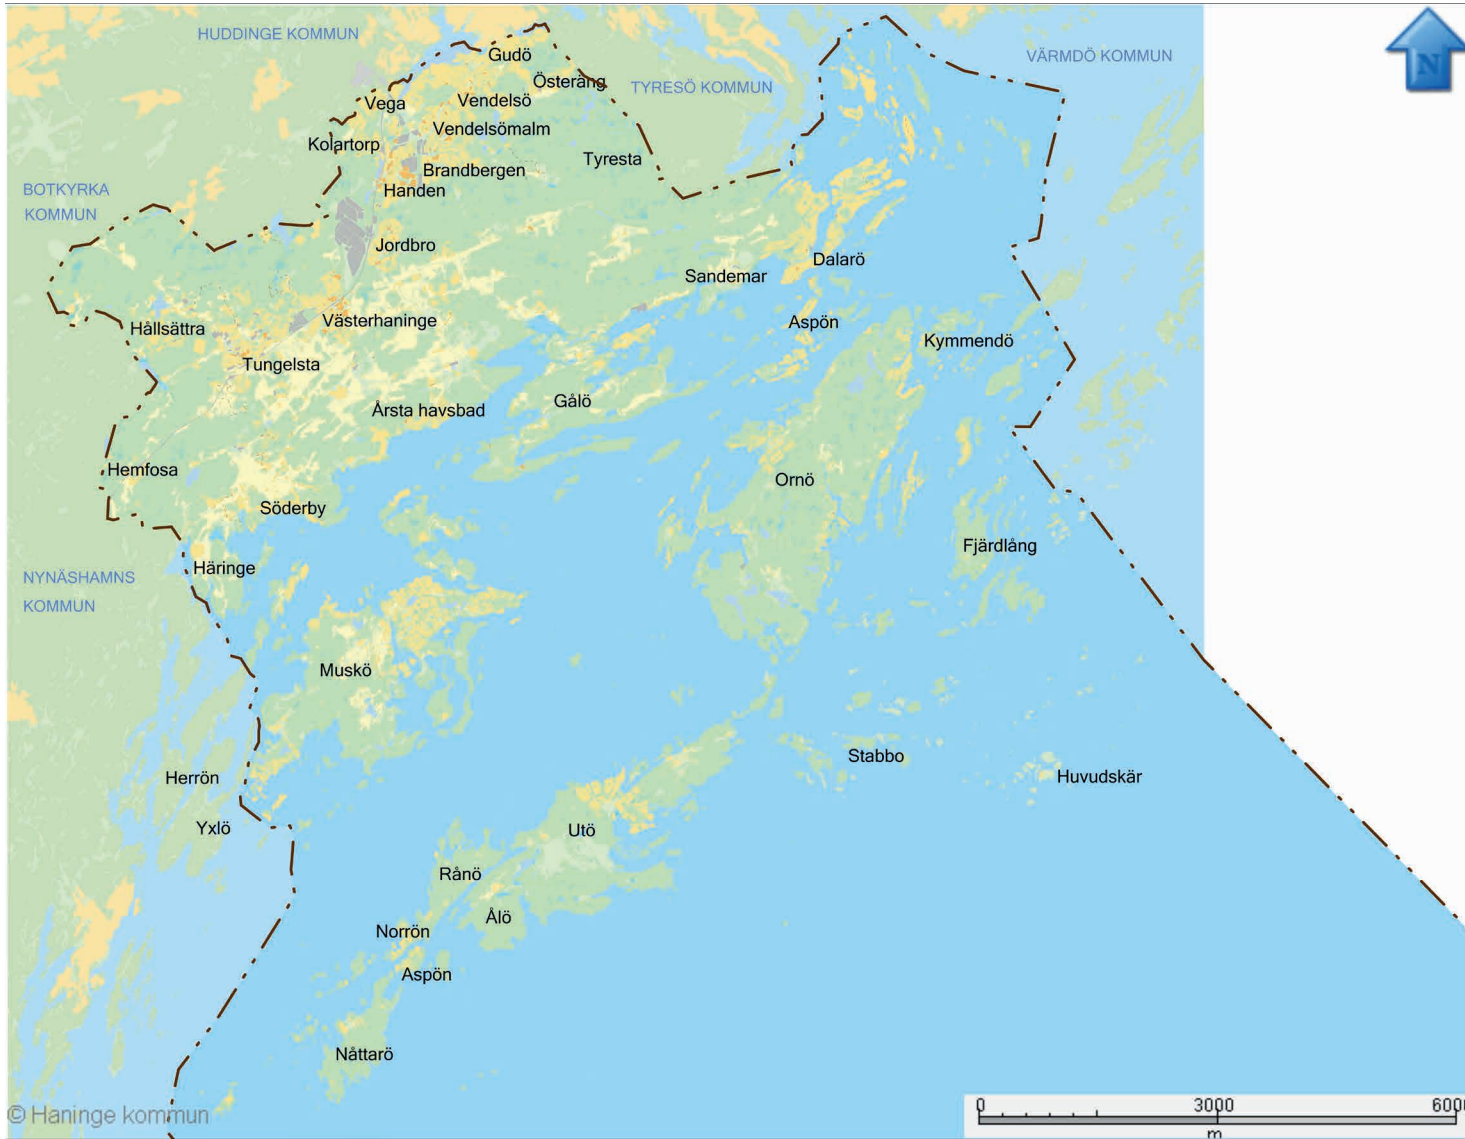 HUDDINGE KOMMUN
Gudö
VÄRMDÖ KOMMUN
N
Österäng
TYRESÖ KOMMUN
Vega
Vendelsö
Vendelsömalm
Kolartorp
Tyresta
Brandbergen
BOTKYRKA
KOMMUN
Handen
Jordbro
Dalarö
Sandemar
Hållsättra
Västerhaninge
Aspön
Kymmendö
Tungelsta
Gålö
Årsta havsbad
Hemfosa
Ornö
Söderby
Fjärdlång
Häringe
NYNÄSHAMNS
KOMMUN
Muskö
Stabbo
Herrön
Huvudskär
Yxlö
Utö
Rånö
Ålö
Norrön
Aspön
Nåttarö
© Haninge kommun
0 3000 6000
m